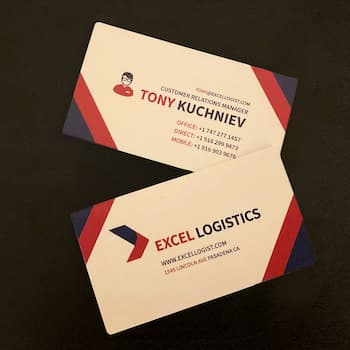 TONY@EXCELLOGIST.COM
CUSTOMER RELATIONS MANAGER
TONY KUCHNIEV
OFFICE: +1 747 277 1457
DIRECT: +1 916 299 9473
MOBILE: +1 916 903 9676
EXCEL LOGISTICS
WWW.EXCELLOGIST.COM
1540 LINCOLN AVE PASADENA CA